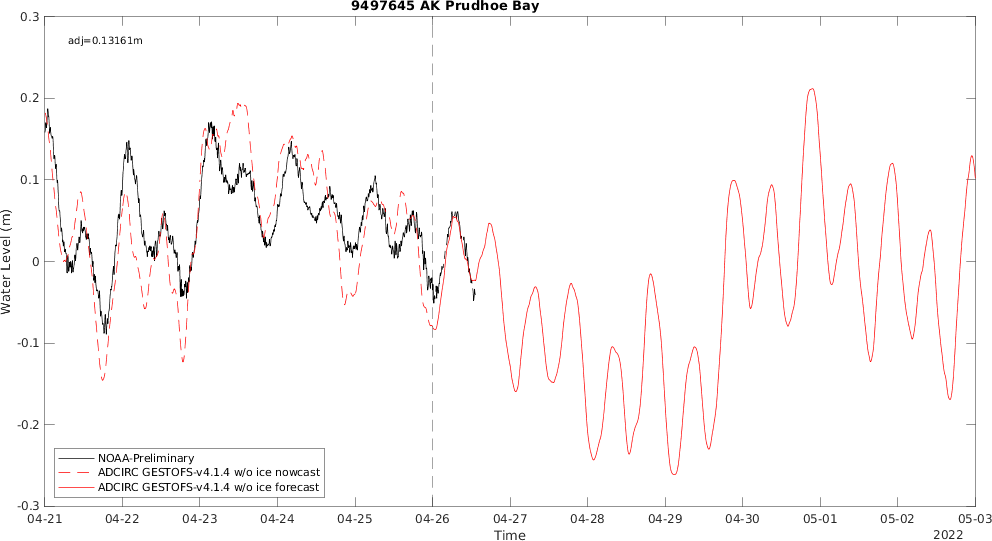 9497645 AK Prudhoe Bay
adj=0.13161m
Water Level (m)
0.3
0.2
0.1
0
-0.1
-0.2
-0.3
NOAA-Preliminary
ADCIRC GESTOFS-v4.1.4 w/o ice nowcast
ADCIRC GESTOFS-v4.1.4 w/o ice forecast
04-21 04-22 04-23 04-24 04-25 04-26 04-27 04-28 04-29 04-30 05-01 05-02 05-03
Time
2022